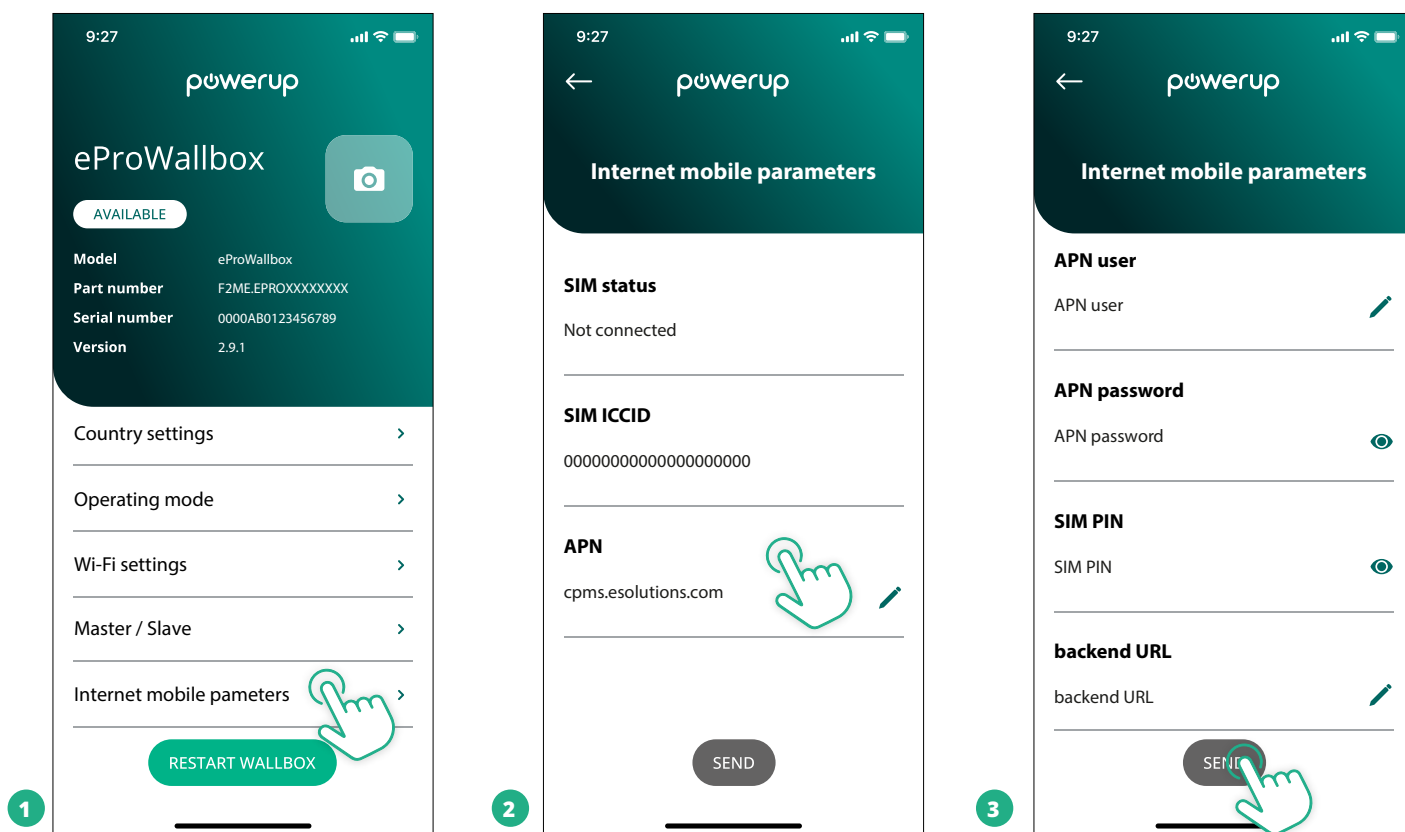 9:27
powerup
eProWallbox
AVAILABLE
Model eProWallbox
Part number F2ME.EPROXXXXXXXX
Serial number 0000AB0123456789
Version 2.9.1
Country settings
Operating mode
Wi-Fi settings
Master / Slave
Internet mobile pameters
RESTART WALLBOX
1
9:27
powerup
Internet mobile parameters
SIM status
Not connected
SIM ICCID
00000000000000000000
APN
cpms.esolutions.com
SEND
2
9:27
powerup
Internet mobile parameters
APN user
APN user
APN password
APN password
SIM PIN
SIM PIN
backend URL
backend URL
SEND
3